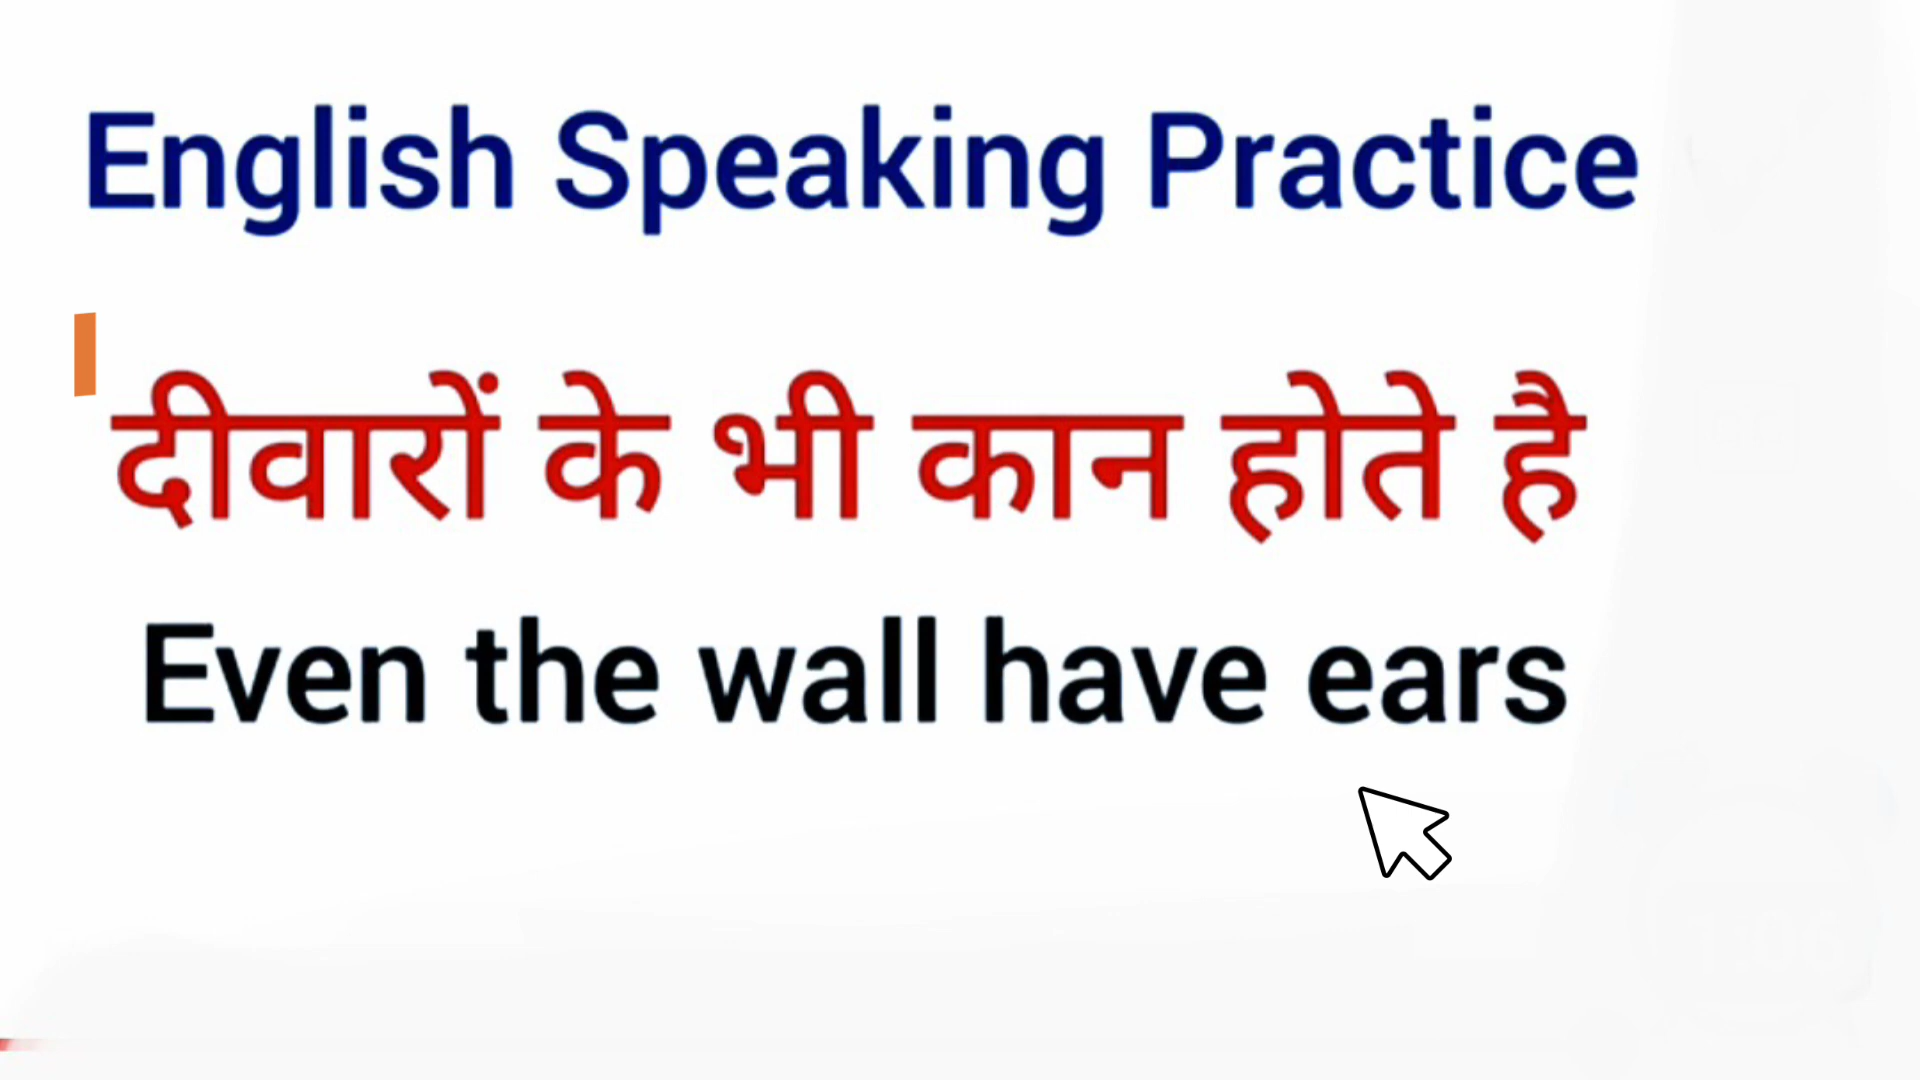 English Speaking Practice
दीवारों के भी कान होते है
Even the wall have ears